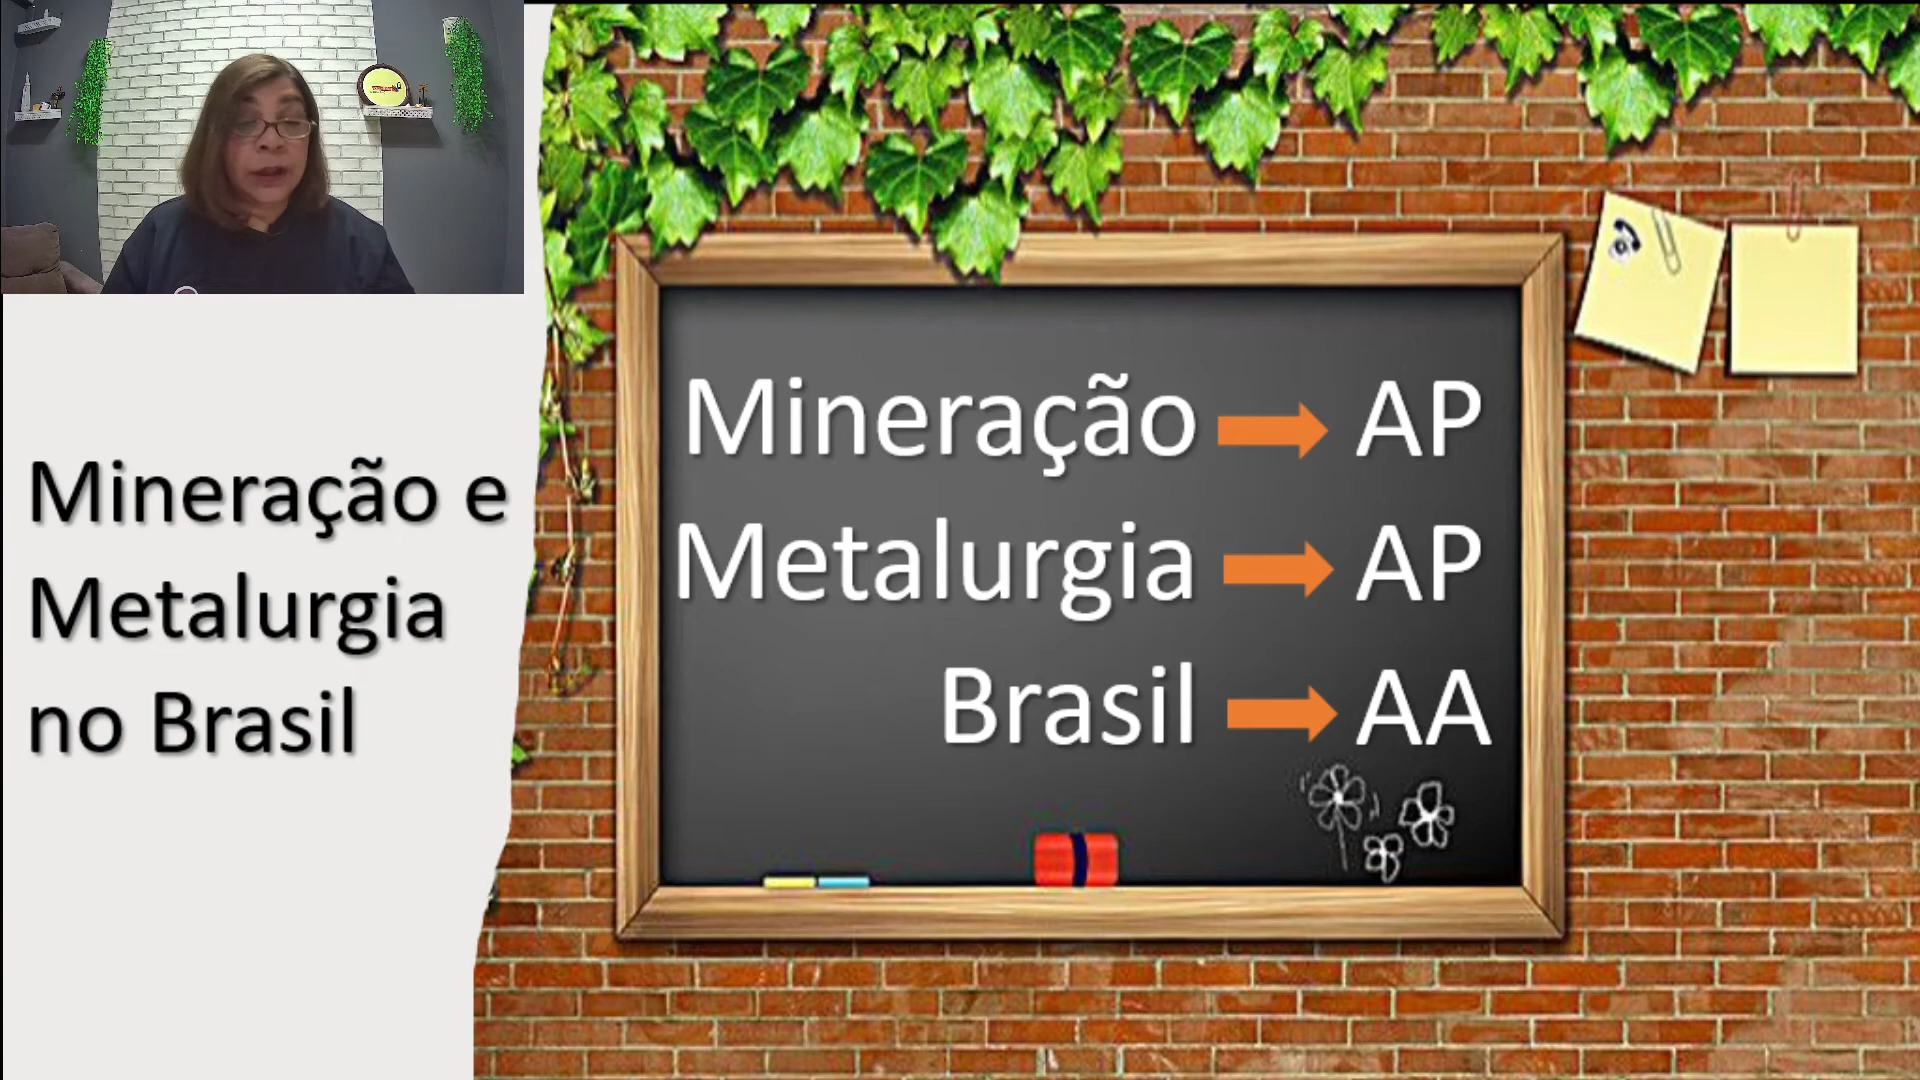 Mineração e
Metalurgia
no Brasil
Mineração AP
Metalurgia AP
Brasil AA